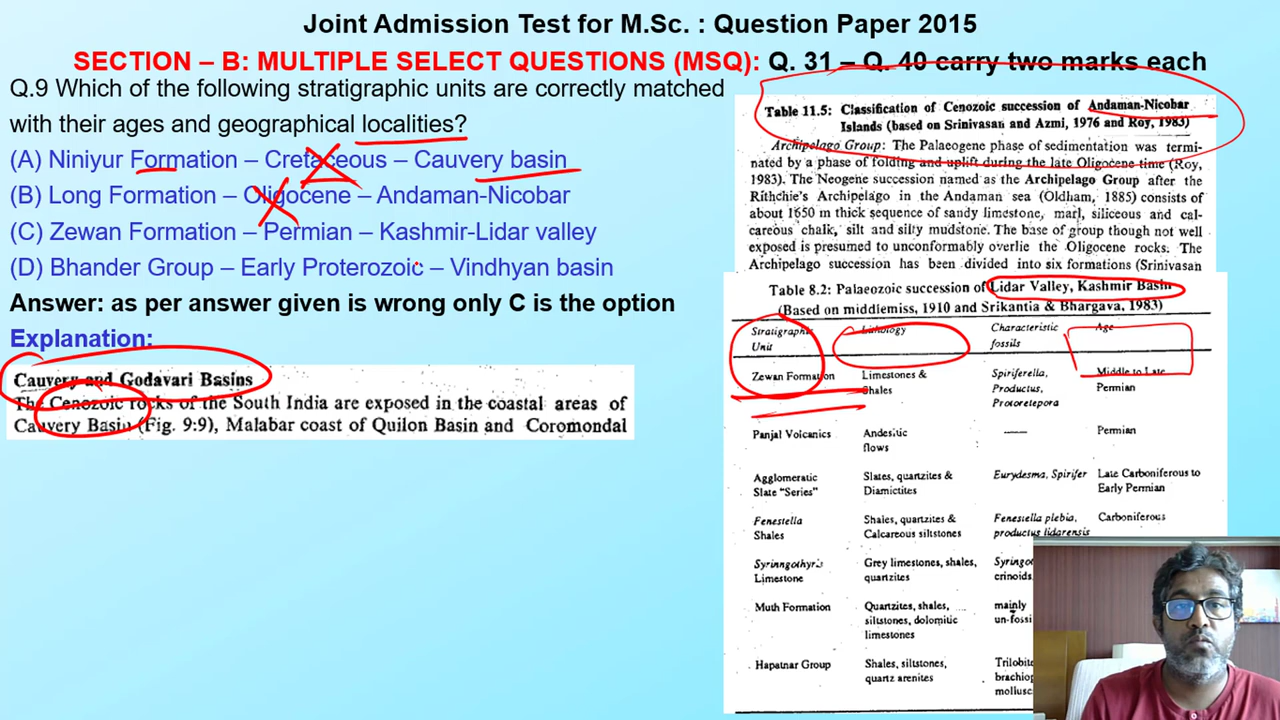 Joint Admission Test for M.Sc. : Question Paper 2015
SECTION – B: MULTIPLE SELECT QUESTIONS (MSQ): Q. 31 – Q. 40 carry two marks each
Q.9 Which of the following stratigraphic units are correctly matched
with their ages and geographical localities?
(A) Niniyur Formation – Cretaceous – Cauvery basin
(B) Long Formation – Oligocene – Andaman-Nicobar
(C) Zewan Formation – Permian – Kashmir-Lidar valley
(D) Bhander Group – Early Proterozoic – Vindhyan basin
Answer: as per answer given is wrong only C is the option
Explanation:
Cauvery and Godavari Basins
The Cenozoic rocks of the South India are exposed in the coastal areas of
Cauvery Basin (Fig. 9:9), Malabar coast of Quilon Basin and Coromondal
Table 11.5: Classification of Cenozoic succession of Andaman-Nicobar
Islands (based on Srinivasan and Azmi, 1976 and Roy, 1983)
Archipelago Group: The Palaeogene phase of sedimentation was termi-
nated by a phase of folding and uplift during the late Oligocene time (Roy,
1983). The Neogene succession named as the Archipelago Group after the
Rithchie's Archipelago in the Andaman sea (Oldham, 1885) consists of
about 1650 m thick sequence of sandy limestone, marl, siliceous and cal-
careous chalk, silt and silty mudstone. The base of group though not well
exposed is presumed to unconformably overlie the Oligocene rocks. The
Archipelago succession has been divided into six formations (Srinivasan
Table 8.2: Palaeozoic succession of Lidar Valley, Kashmir Basin
(Based on middlemiss, 1910 and Srikantia & Bhargava, 1983)
Stratigraphic Lithology Characteristic Age
Unit fossils
Zewan Formation Limestones & Spiriferella, Middle to Late
Shales Productus, Permian
Protoretepora
Panjal Volcanics Andesitic —— Permian
flows
Agglomeratic Slates, quartzites & Eurydesma, Spirifer Late Carboniferous to
Slate "Series" Diamictites Early Permian
Fenestella Shales, quartzites & Fenestella plebia, Carboniferous
Shales Calcareous siltstones productus lidarensis
Syrinngothyris Grey limestones, shales,
Limestone quartzites crinoids,
Muth Formation Quartzites, shales, mainly
siltstones, dolomitic
limestones
Hapatnar Group Shales, siltstones,
quartz arenites